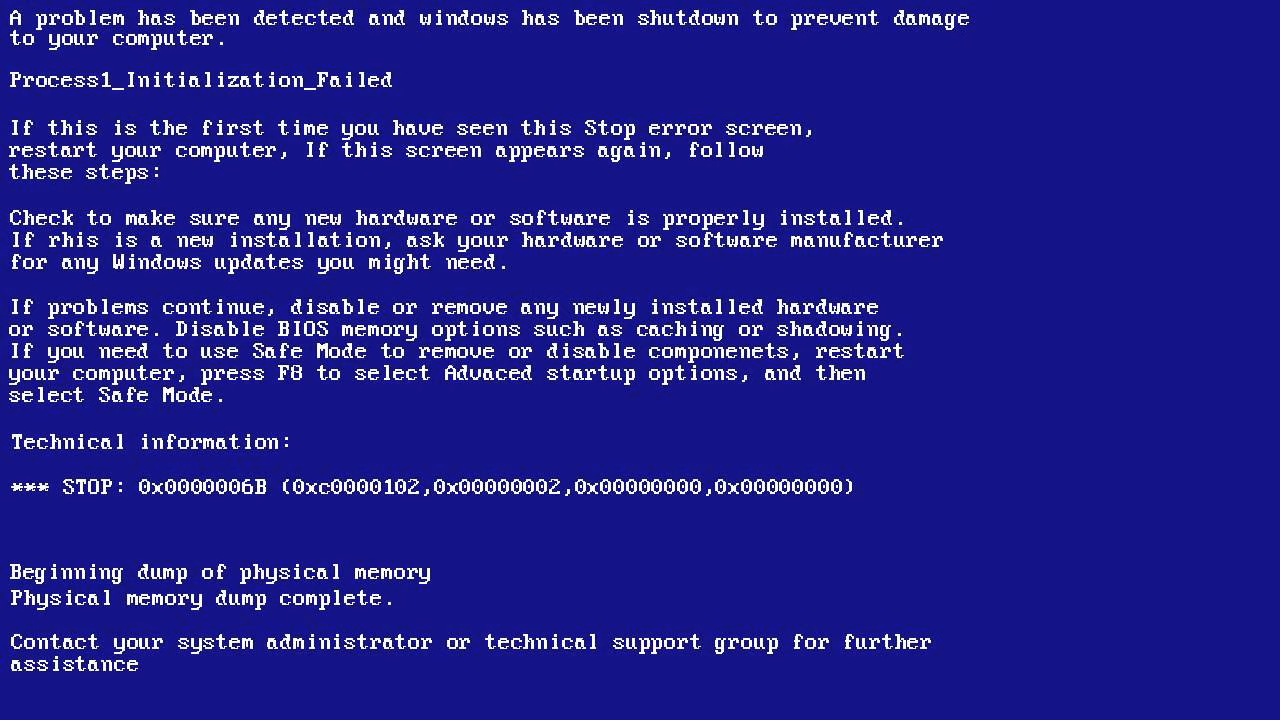 A problem has been detected and windows has been shutdown to prevent damage
to your computer.
Process1_Initialization_Failed
If this is the first time you have seen this Stop error screen,
restart your computer, If this screen appears again, follow
these steps:
Check to make sure any new hardware or software is properly installed.
If rhis is a new installation, ask your hardware or software manufacturer
for any Windows updates you might need.
If problems continue, disable or remove any newly installed hardware
or software. Disable BIOS memory options such as caching or shadowing.
If you need to use Safe Mode to remove or disable componenets, restart
your computer, press F8 to select Advaced startup options, and then
select Safe Mode.
Technical information:
*** STOP: 0x0000006B (0xc0000102,0x00000002,0x00000000,0x00000000)
Beginning dump of physical memory
Physical memory dump complete.
Contact your system administrator or technical support group for further
assistance